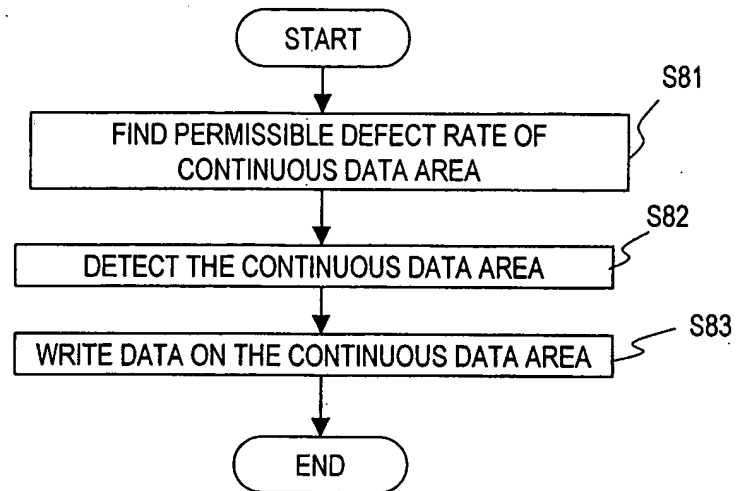 START
S81
FIND PERMISSIBLE DEFECT RATE OF
CONTINUOUS DATA AREA
S82
DETECT THE CONTINUOUS DATA AREA
S83
WRITE DATA ON THE CONTINUOUS DATA AREA
END